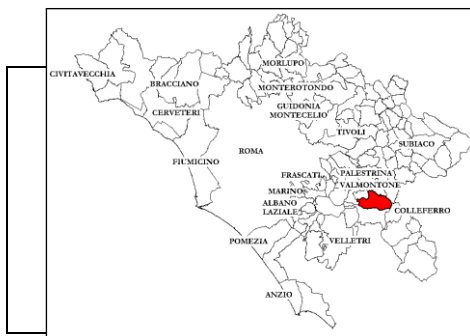 MORLUPO
CIVITAVECCHIA
BRACCIANO
MONTEROTONDO
CERVETERI
GUIDONIA
MONTECELIO
TIVOLI
SUBIACO
ROMA
FIUMICINO
FRASCATI
PALESTRINA
VALMONTONE
MARINO
ALBANO
LAZIALE
COLLEFERRO
POMEZIA
VELLETRI
ANZIO